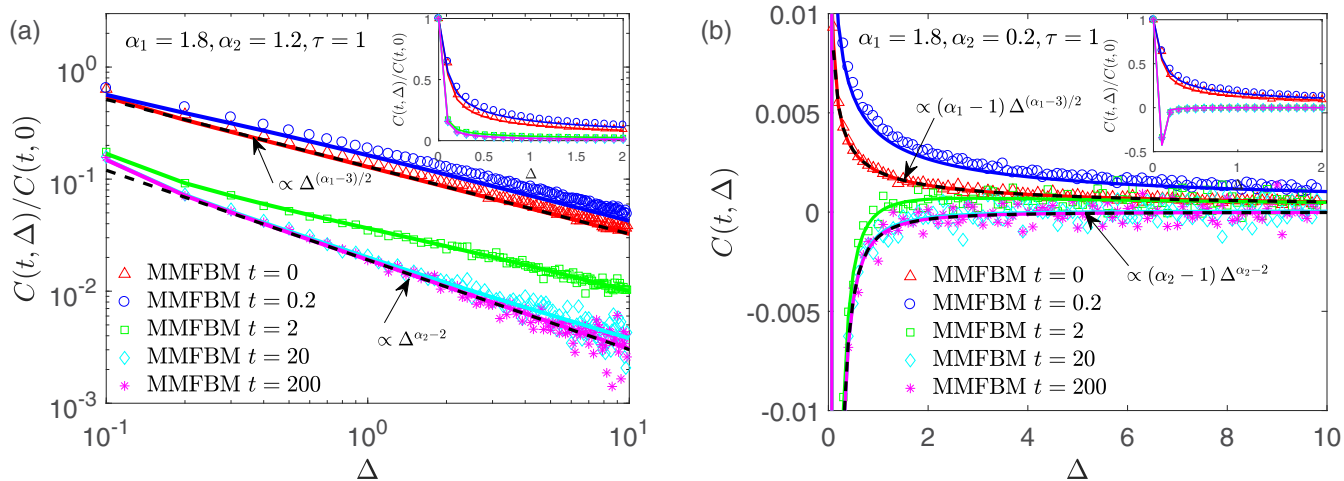 (a)
α₁ = 1.8, α₂ = 1.2, τ = 1
C(t, Δ)/C(t, 0)
10⁰
10⁻¹
10⁻²
10⁻³
10⁻¹
10⁰
10¹
Δ
∝ Δ^{(α₁−3)/2}
∝ Δ^{α₂−2}
MMFBM t = 0
MMFBM t = 0.2
MMFBM t = 2
MMFBM t = 20
MMFBM t = 200
C(t, Δ)/C(t, 0)
1
0.5
0
0
0.5
1
1.5
2
Δ
(b)
α₁ = 1.8, α₂ = 0.2, τ = 1
C(t, Δ)
0.01
0.005
0
-0.005
-0.01
0
2
4
6
8
10
Δ
∝ (α₁ − 1) Δ^{(α₁−3)/2}
∝ (α₂ − 1) Δ^{α₂−2}
MMFBM t = 0
MMFBM t = 0.2
MMFBM t = 2
MMFBM t = 20
MMFBM t = 200
C(t, Δ)/C(t, 0)
1
0.5
0
-0.5
0
1
2
Δ